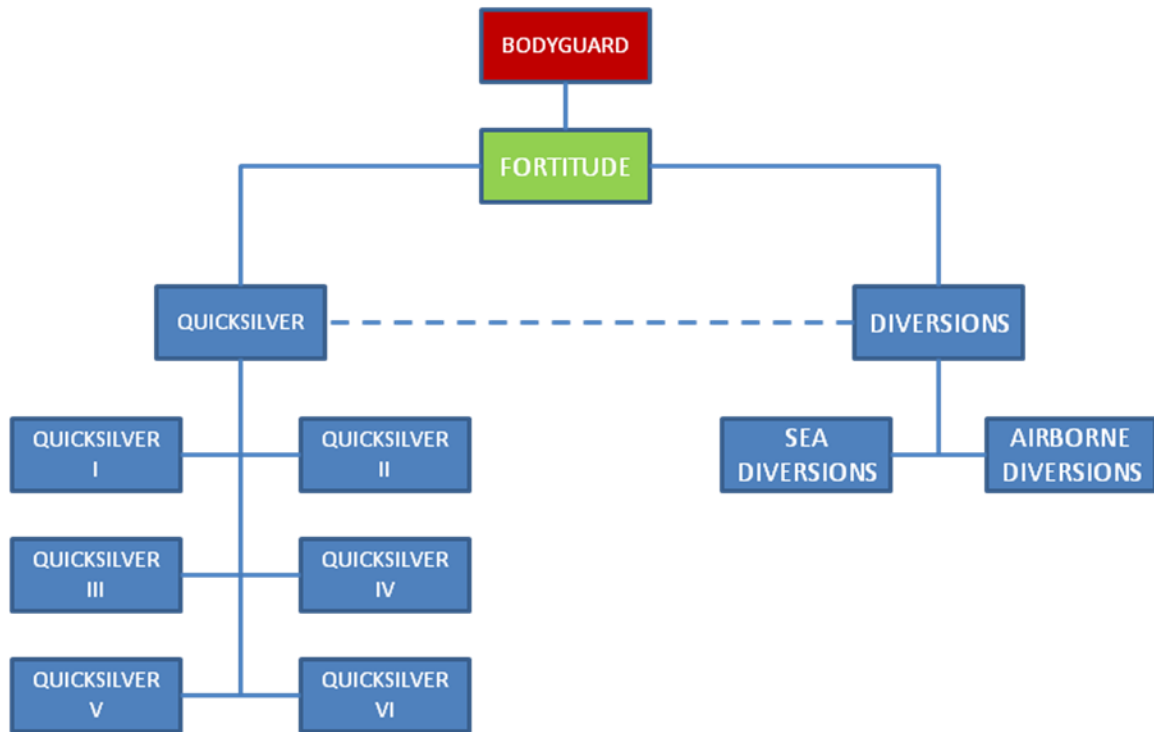 BODYGUARD
FORTITUDE
QUICKSILVER
DIVERSIONS
QUICKSILVER
I
QUICKSILVER
II
SEA
DIVERSIONS
AIRBORNE
DIVERSIONS
QUICKSILVER
III
QUICKSILVER
IV
QUICKSILVER
V
QUICKSILVER
VI